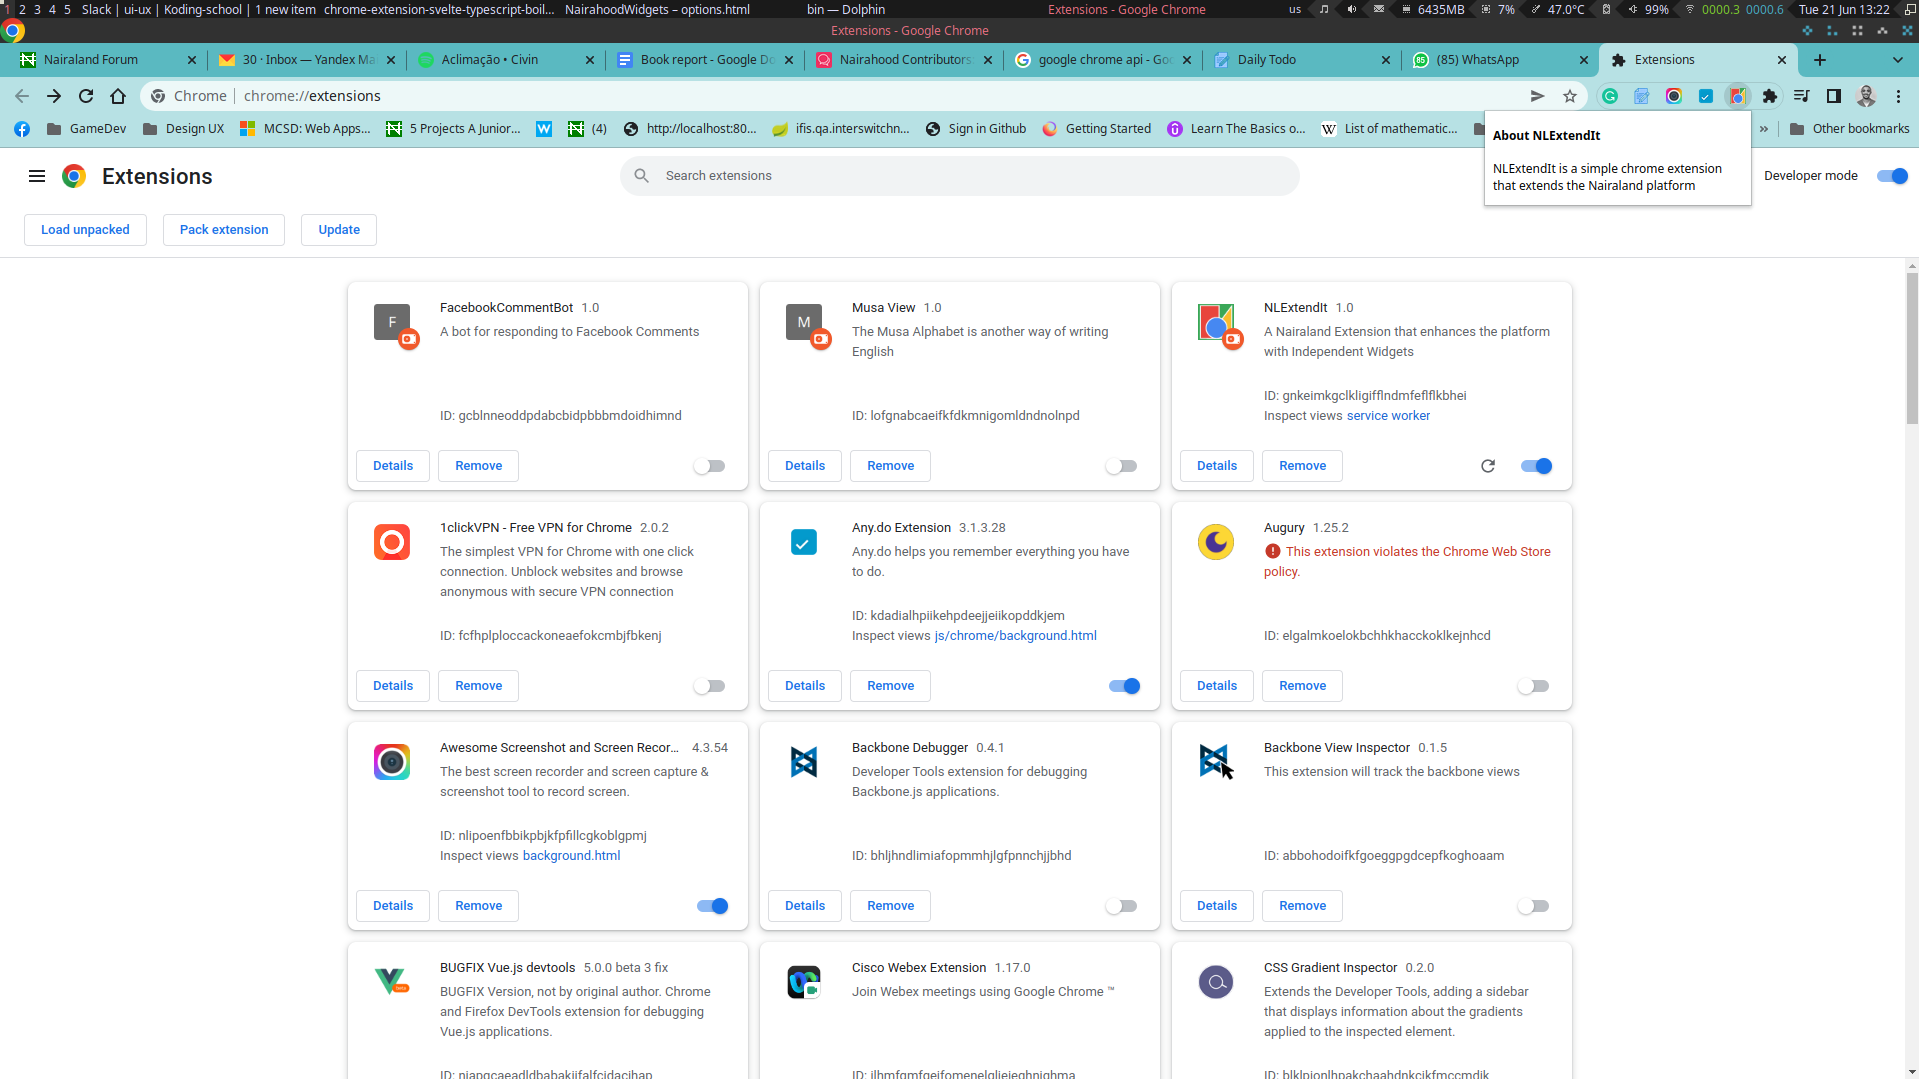 1 2 3 4 5 Slack | ui-ux | Koding-school | 1 new item chrome-extension-svelte-typescript-boil... NairahoodWidgets – options.html bin — Dolphin Extensions - Google Chrome us 6435MB 7% 47.0°C 99% 0000.3 0000.6 Tue 21 Jun 13:22
Extensions - Google Chrome
Nairaland Forum 30 · Inbox — Yandex Ma Aclimação • Civin Book report - Google Do Nairahood Contributors google chrome api - Goo Daily Todo (85) WhatsApp Extensions
Chrome chrome://extensions
GameDev Design UX MCSD: Web Apps... 5 Projects A Junior... (4) http://localhost:80... ifis.qa.interswitchn... Sign in Github Getting Started Learn The Basics o... List of mathematic... » Other bookmarks
About NLExtendIt
NLExtendIt is a simple chrome extension
that extends the Nairaland platform
Extensions
Search extensions
Developer mode
Load unpacked Pack extension Update
FacebookCommentBot 1.0
A bot for responding to Facebook Comments
ID: gcblnneoddpdabcbidpbbbmdoidhimnd
Details Remove
Musa View 1.0
The Musa Alphabet is another way of writing
English
ID: lofgnabcaeifkfdkmnigomldndnolnpd
Details Remove
NLExtendIt 1.0
A Nairaland Extension that enhances the platform
with Independent Widgets
ID: gnkeimkgclkligifflndmfeflflkbhei
Inspect views service worker
Details Remove
1clickVPN - Free VPN for Chrome 2.0.2
The simplest VPN for Chrome with one click
connection. Unblock websites and browse
anonymous with secure VPN connection
ID: fcfhplploccackoneaefokcmbjfbkenj
Details Remove
Any.do Extension 3.1.3.28
Any.do helps you remember everything you have
to do.
ID: kdadialhpiikehpdeejjeiikopddkjem
Inspect views js/chrome/background.html
Details Remove
Augury 1.25.2
This extension violates the Chrome Web Store
policy.
ID: elgalmkoelokbchhkhacckoklkejnhcd
Details Remove
Awesome Screenshot and Screen Recor... 4.3.54
The best screen recorder and screen capture &
screenshot tool to record screen.
ID: nlipoenfbbikpbjkfpfillcgkoblgpmj
Inspect views background.html
Details Remove
Backbone Debugger 0.4.1
Developer Tools extension for debugging
Backbone.js applications.
ID: bhljhndlimiafopmmhjlgfpnnchjjbhd
Details Remove
Backbone View Inspector 0.1.5
This extension will track the backbone views
ID: abbohodoifkfgoeggpgdcepfkoghoaam
Details Remove
BUGFIX Vue.js devtools 5.0.0 beta 3 fix
BUGFIX Version, not by original author. Chrome
and Firefox DevTools extension for debugging
Vue.js applications.
Cisco Webex Extension 1.17.0
Join Webex meetings using Google Chrome ™
CSS Gradient Inspector 0.2.0
Extends the Developer Tools, adding a sidebar
that displays information about the gradients
applied to the inspected element.